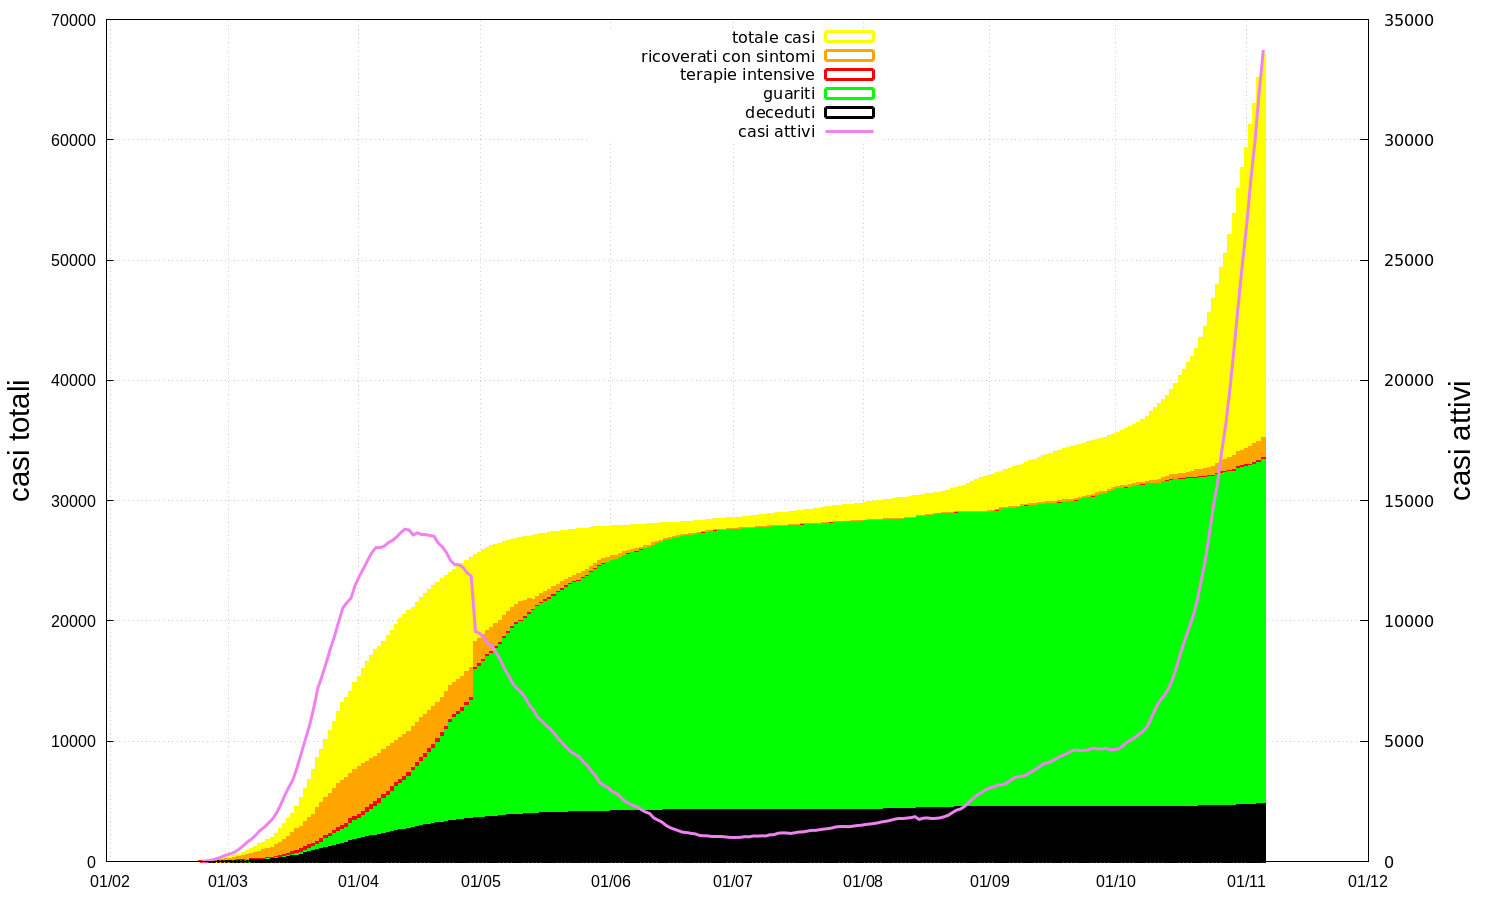 totale casi
ricoverati con sintomi
terapie intensive
guariti
deceduti
casi attivi
70000
60000
50000
40000
30000
20000
10000
0
casi totali
35000
30000
25000
20000
15000
10000
5000
0
casi attivi
01/02 01/03 01/04 01/05 01/06 01/07 01/08 01/09 01/10 01/11 01/12